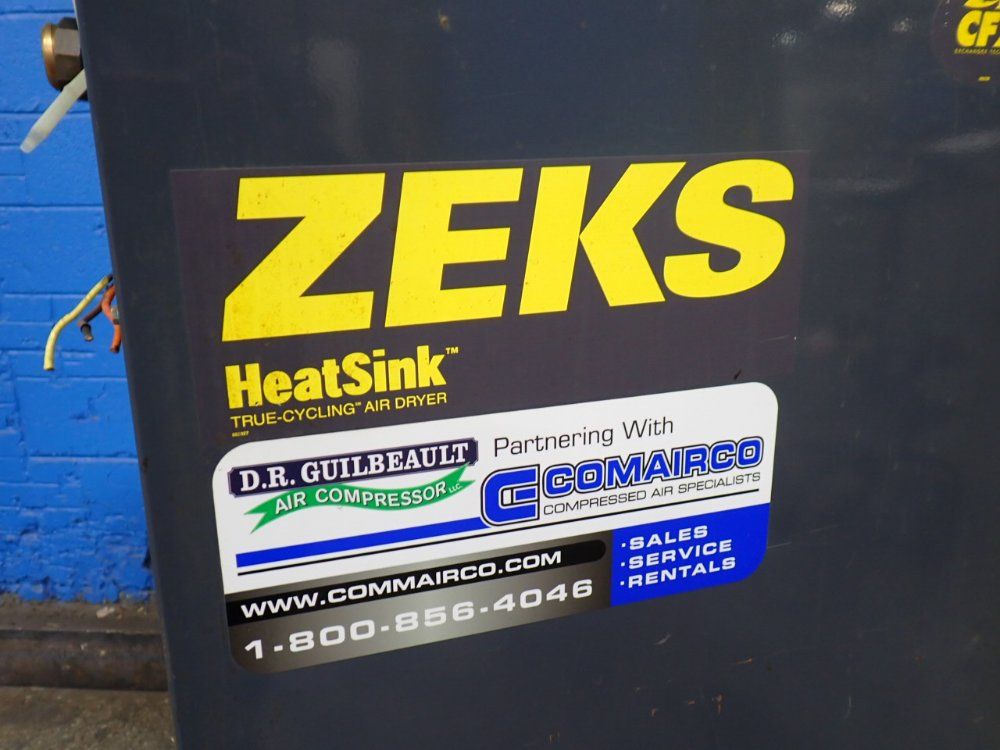 CF
ZEKS
HeatSink™
TRUE-CYCLING™ AIR DRYER
D.R. GUILBEAULT
AIR COMPRESSOR LLC.
Partnering With
COMAIRCO
COMPRESSED AIR SPECIALISTS
WWW.COMMAIRCO.COM
1-800-856-4046
·SALES
·SERVICE
·RENTALS